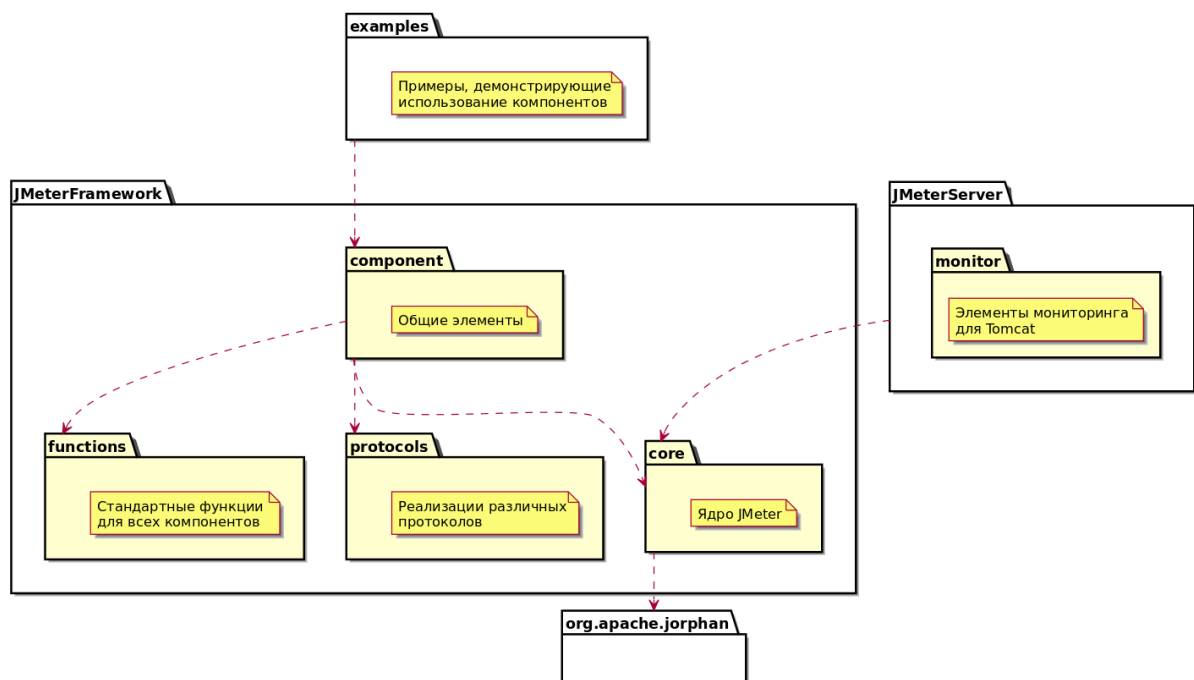 examples
Примеры, демонстрирующие
использование компонентов
JMeterFramework
JMeterServer
component
Общие элементы
monitor
Элементы мониторинга
для Tomcat
functions
Стандартные функции
для всех компонентов
protocols
Реализации различных
протоколов
core
Ядро JMeter
org.apache.jorphan